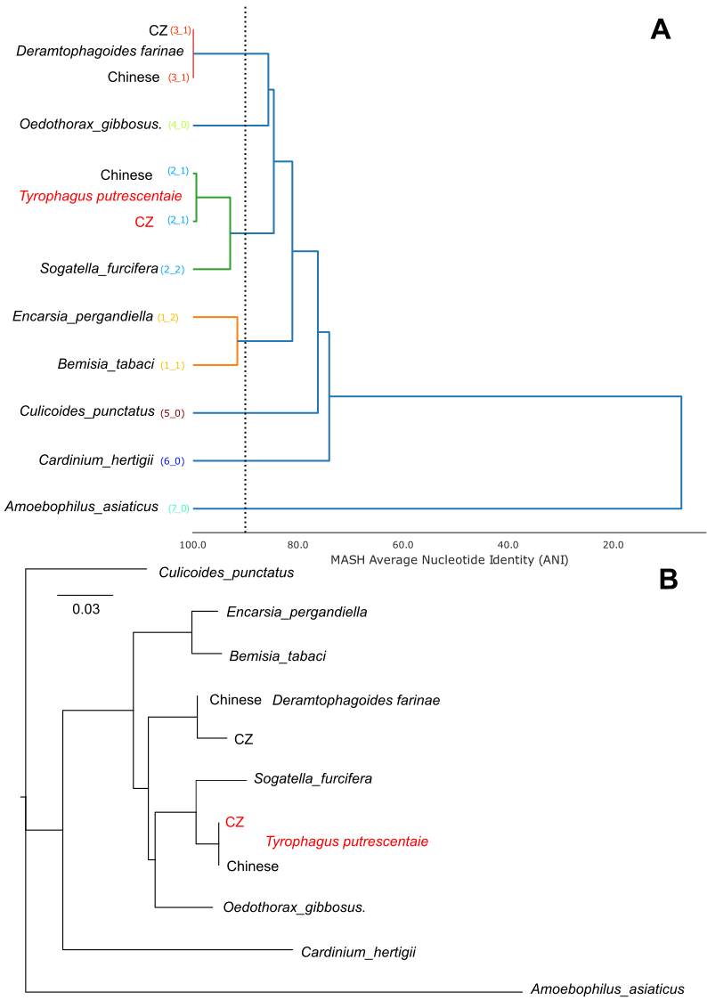 A
CZ (3_1)
Deramtophagoides farinae
Chinese (3_1)
Oedothorax_gibbosus. (4_0)
Chinese (2_1)
Tyrophagus putrescentaie
CZ (2_1)
Sogatella_furcifera (2_2)
Encarsia_pergandiella (1_2)
Bemisia_tabaci (1_1)
Culicoides_punctatus (5_0)
Cardinium_hertigii (6_0)
Amoebophilus_asiaticus (7_0)
100.0 80.0 60.0 40.0 20.0
MASH Average Nucleotide Identity (ANI)
B
Culicoides_punctatus
0.03
Encarsia_pergandiella
Bemisia_tabaci
Chinese Deramtophagoides farinae
CZ
Sogatella_furcifera
CZ
Tyrophagus putrescentaie
Chinese
Oedothorax_gibbosus.
Cardinium_hertigii
Amoebophilus_asiaticus